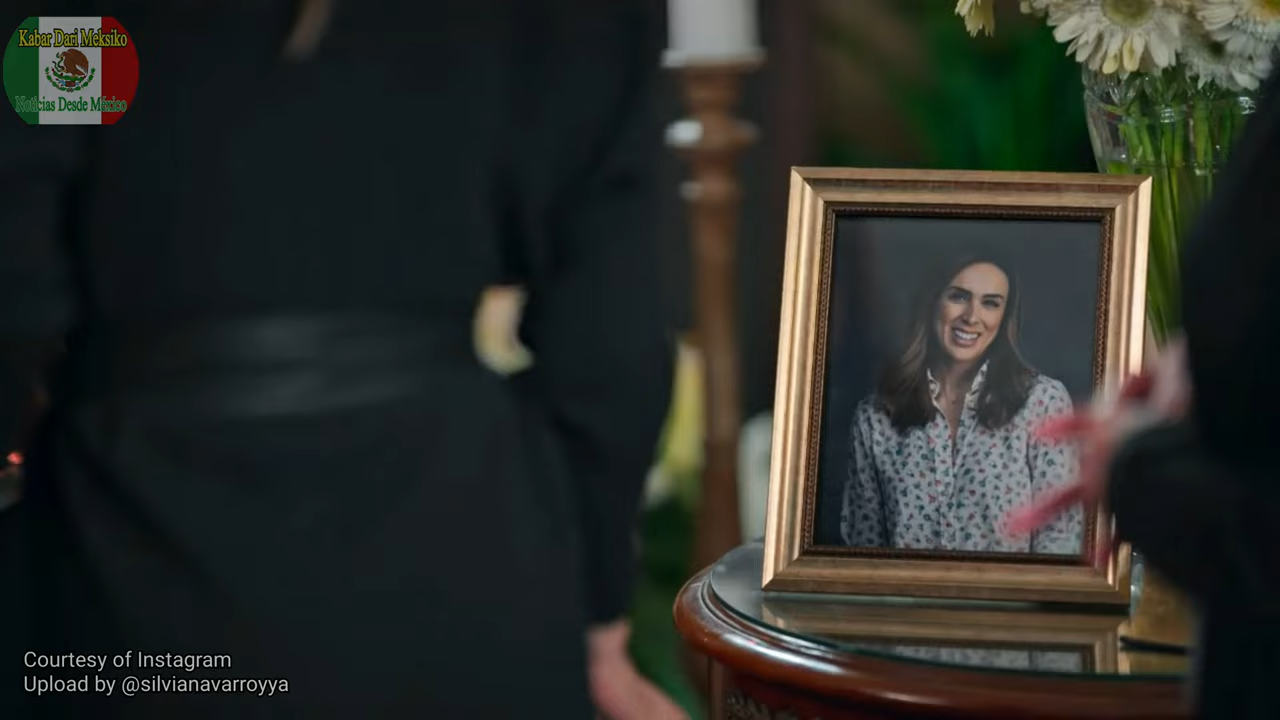 Kabar Dari Meksiko
Noticias Desde México
Courtesy of Instagram
Upload by @silvianavarroyya